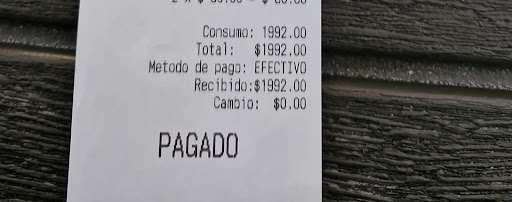 Consumo: 1992.00
Total: $1992.00
Metodo de pago: EFECTIVO
Recibido:$1992.00
Cambio: $0.00
PAGADO